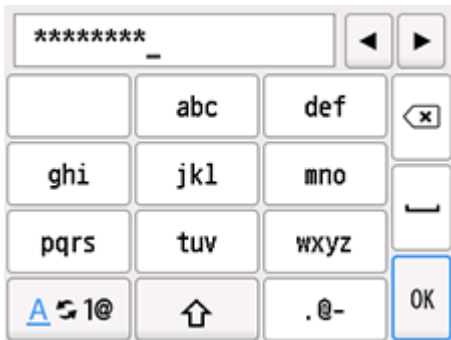 ********_
abc def
ghi jkl mno
pqrs tuv wxyz
A 1@ .@- OK